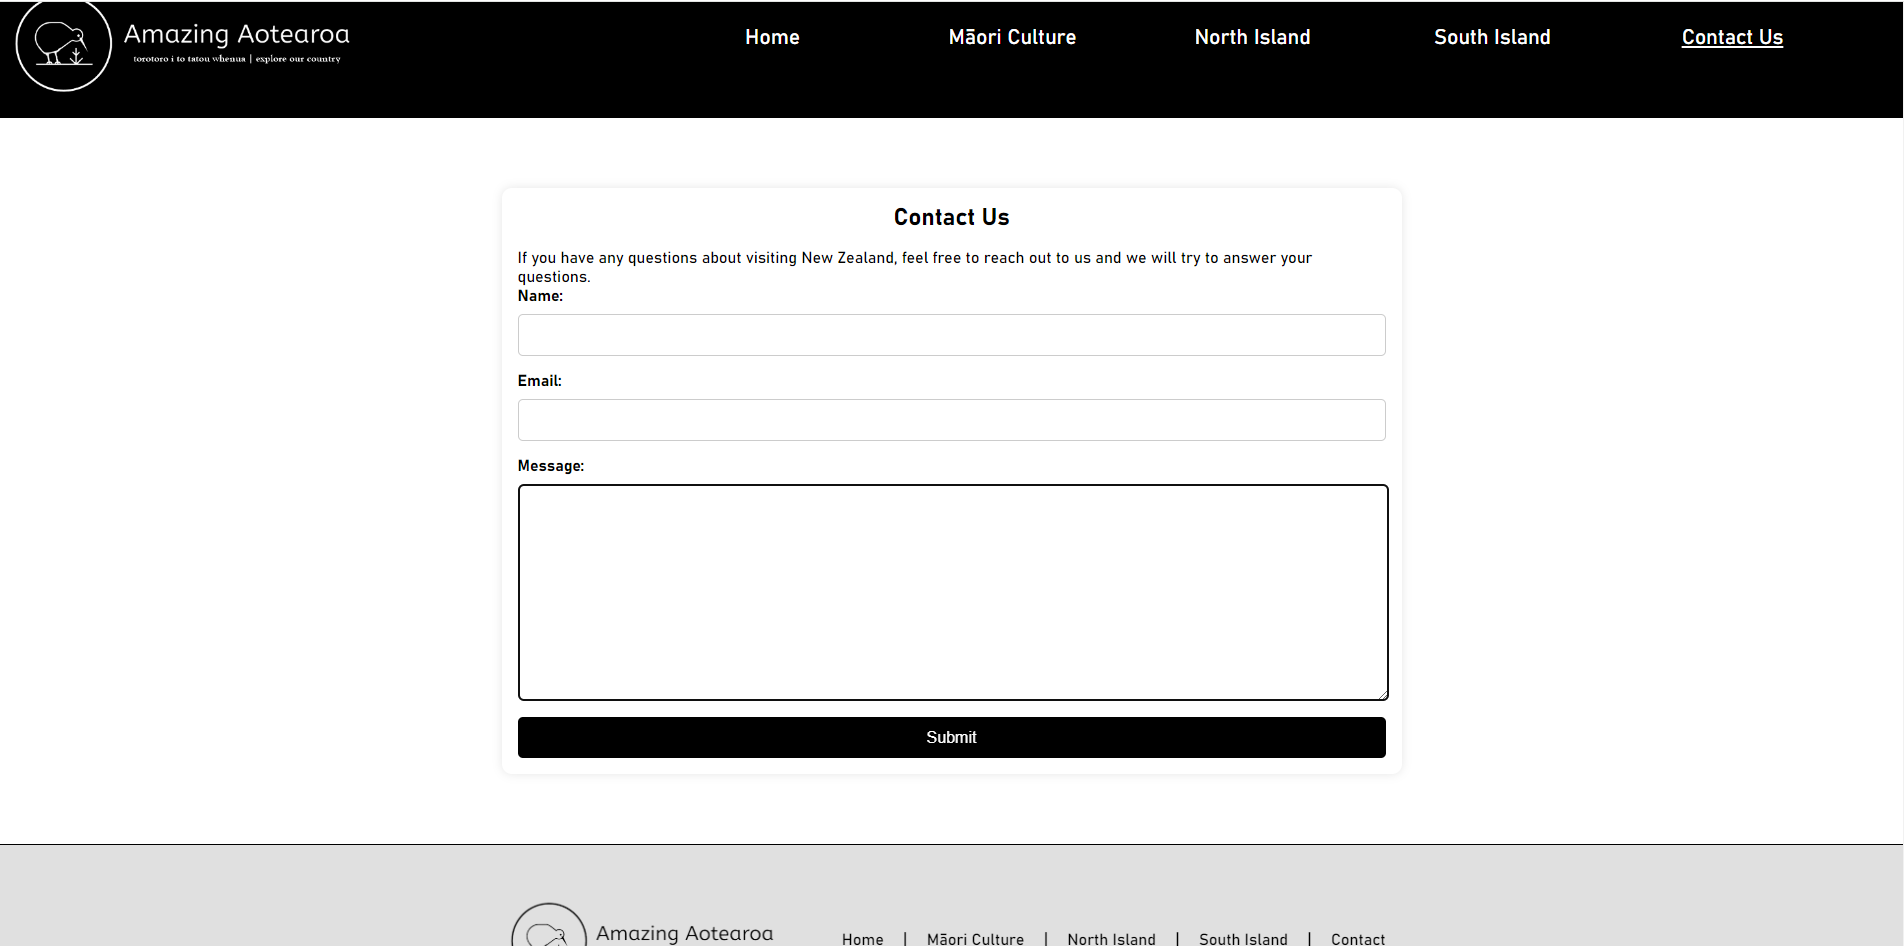 Amazing Aotearoa
torotoro i to tatou whenua | explore our country
Home
Māori Culture
North Island
South Island
Contact Us
Contact Us
If you have any questions about visiting New Zealand, feel free to reach out to us and we will try to answer your
questions.
Name:
Email:
Message:
Submit
Amazing Aotearoa
Home | Māori Culture | North Island | South Island | Contact